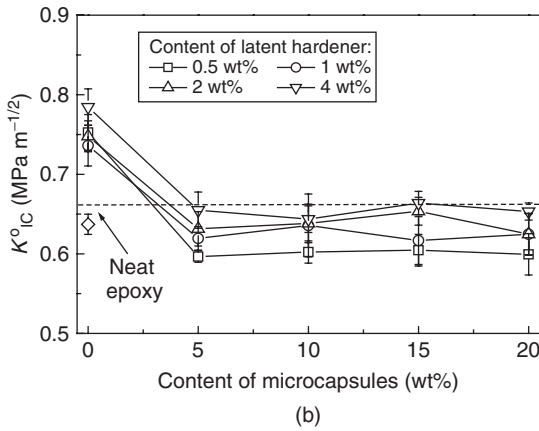 0.9
Content of latent hardener:
0.5 wt% 1 wt%
2 wt% 4 wt%
0.8
0.7
0.6
0.5
K°IC (MPa m−1/2)
Neat
epoxy
0 5 10 15 20
Content of microcapsules (wt%)
(b)